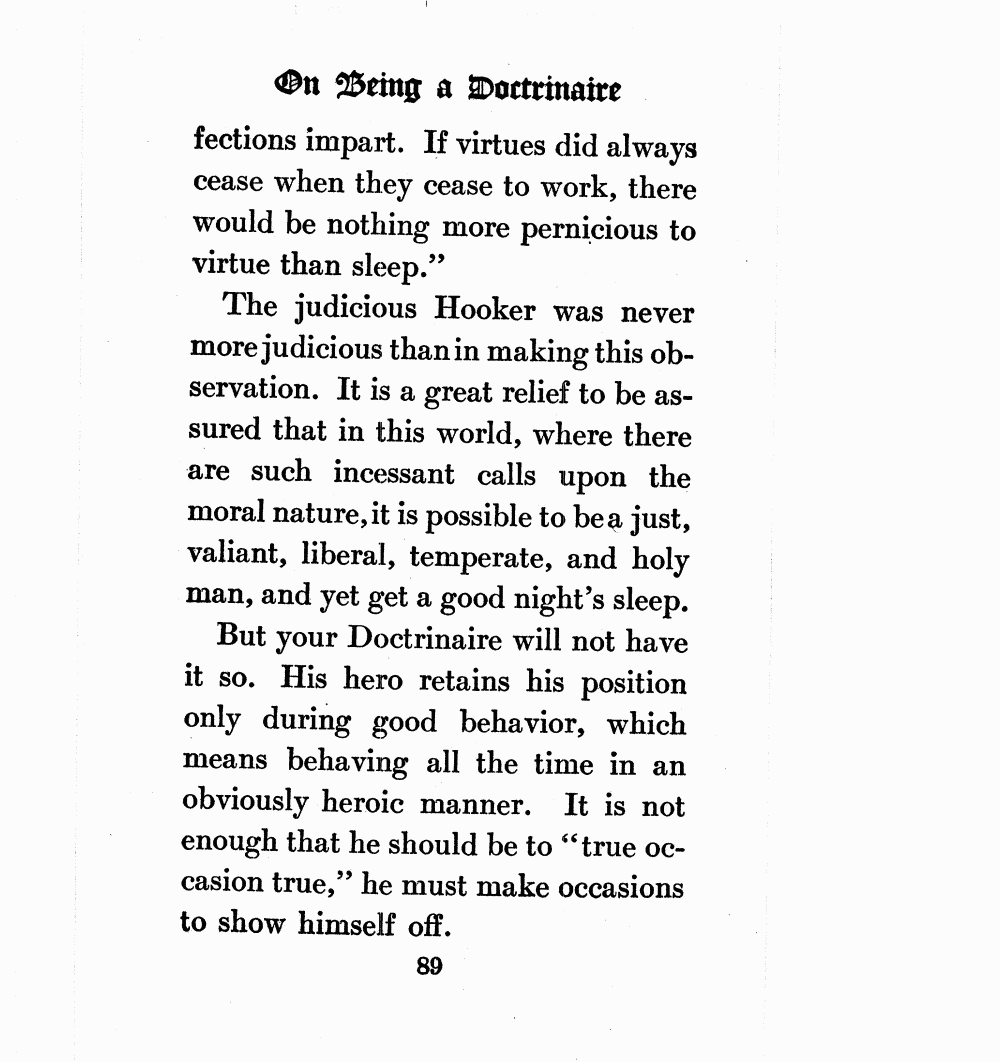 On Being a Doctrinaire
fections impart. If virtues did always
cease when they cease to work, there
would be nothing more pernicious to
virtue than sleep.”
The judicious Hooker was never
more judicious than in making this ob-
servation. It is a great relief to be as-
sured that in this world, where there
are such incessant calls upon the
moral nature, it is possible to be a just,
valiant, liberal, temperate, and holy
man, and yet get a good night’s sleep.
But your Doctrinaire will not have
it so. His hero retains his position
only during good behavior, which
means behaving all the time in an
obviously heroic manner. It is not
enough that he should be to “true oc-
casion true,” he must make occasions
to show himself off.
89